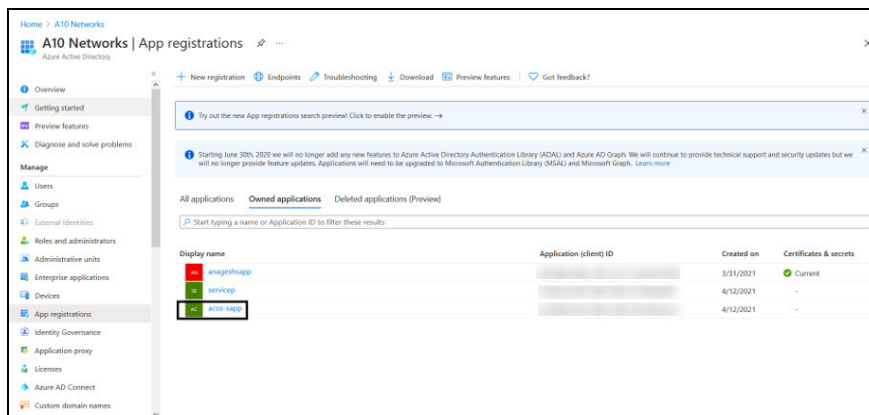 Home > A10 Networks
A10 Networks | App registrations
Azure Active Directory
New registration Endpoints Troubleshooting Download Preview features Got feedback?
Overview
Getting started
Preview features
Diagnose and solve problems
Manage
Users
Groups
External Identities
Roles and administrators
Administrative units
Enterprise applications
Devices
App registrations
Identity Governance
Application proxy
Licenses
Azure AD Connect
Custom domain names
Try out the new App registrations search preview! Click to enable the preview. →
Starting June 30th, 2020 we will no longer add any new features to Azure Active Directory Authentication Library (ADAL) and Azure AD Graph. We will continue to provide technical support and security updates but we
will no longer provide feature updates. Applications will need to be upgraded to Microsoft Authentication Library (MSAL) and Microsoft Graph. Learn more
All applications Owned applications Deleted applications (Preview)
Start typing a name or Application ID to filter these results
Display name Application (client) ID Created on Certificates & secrets
AN anageshsapp 3/31/2021 Current
servicep 4/12/2021 -
AC acos-sapp 4/12/2021 -